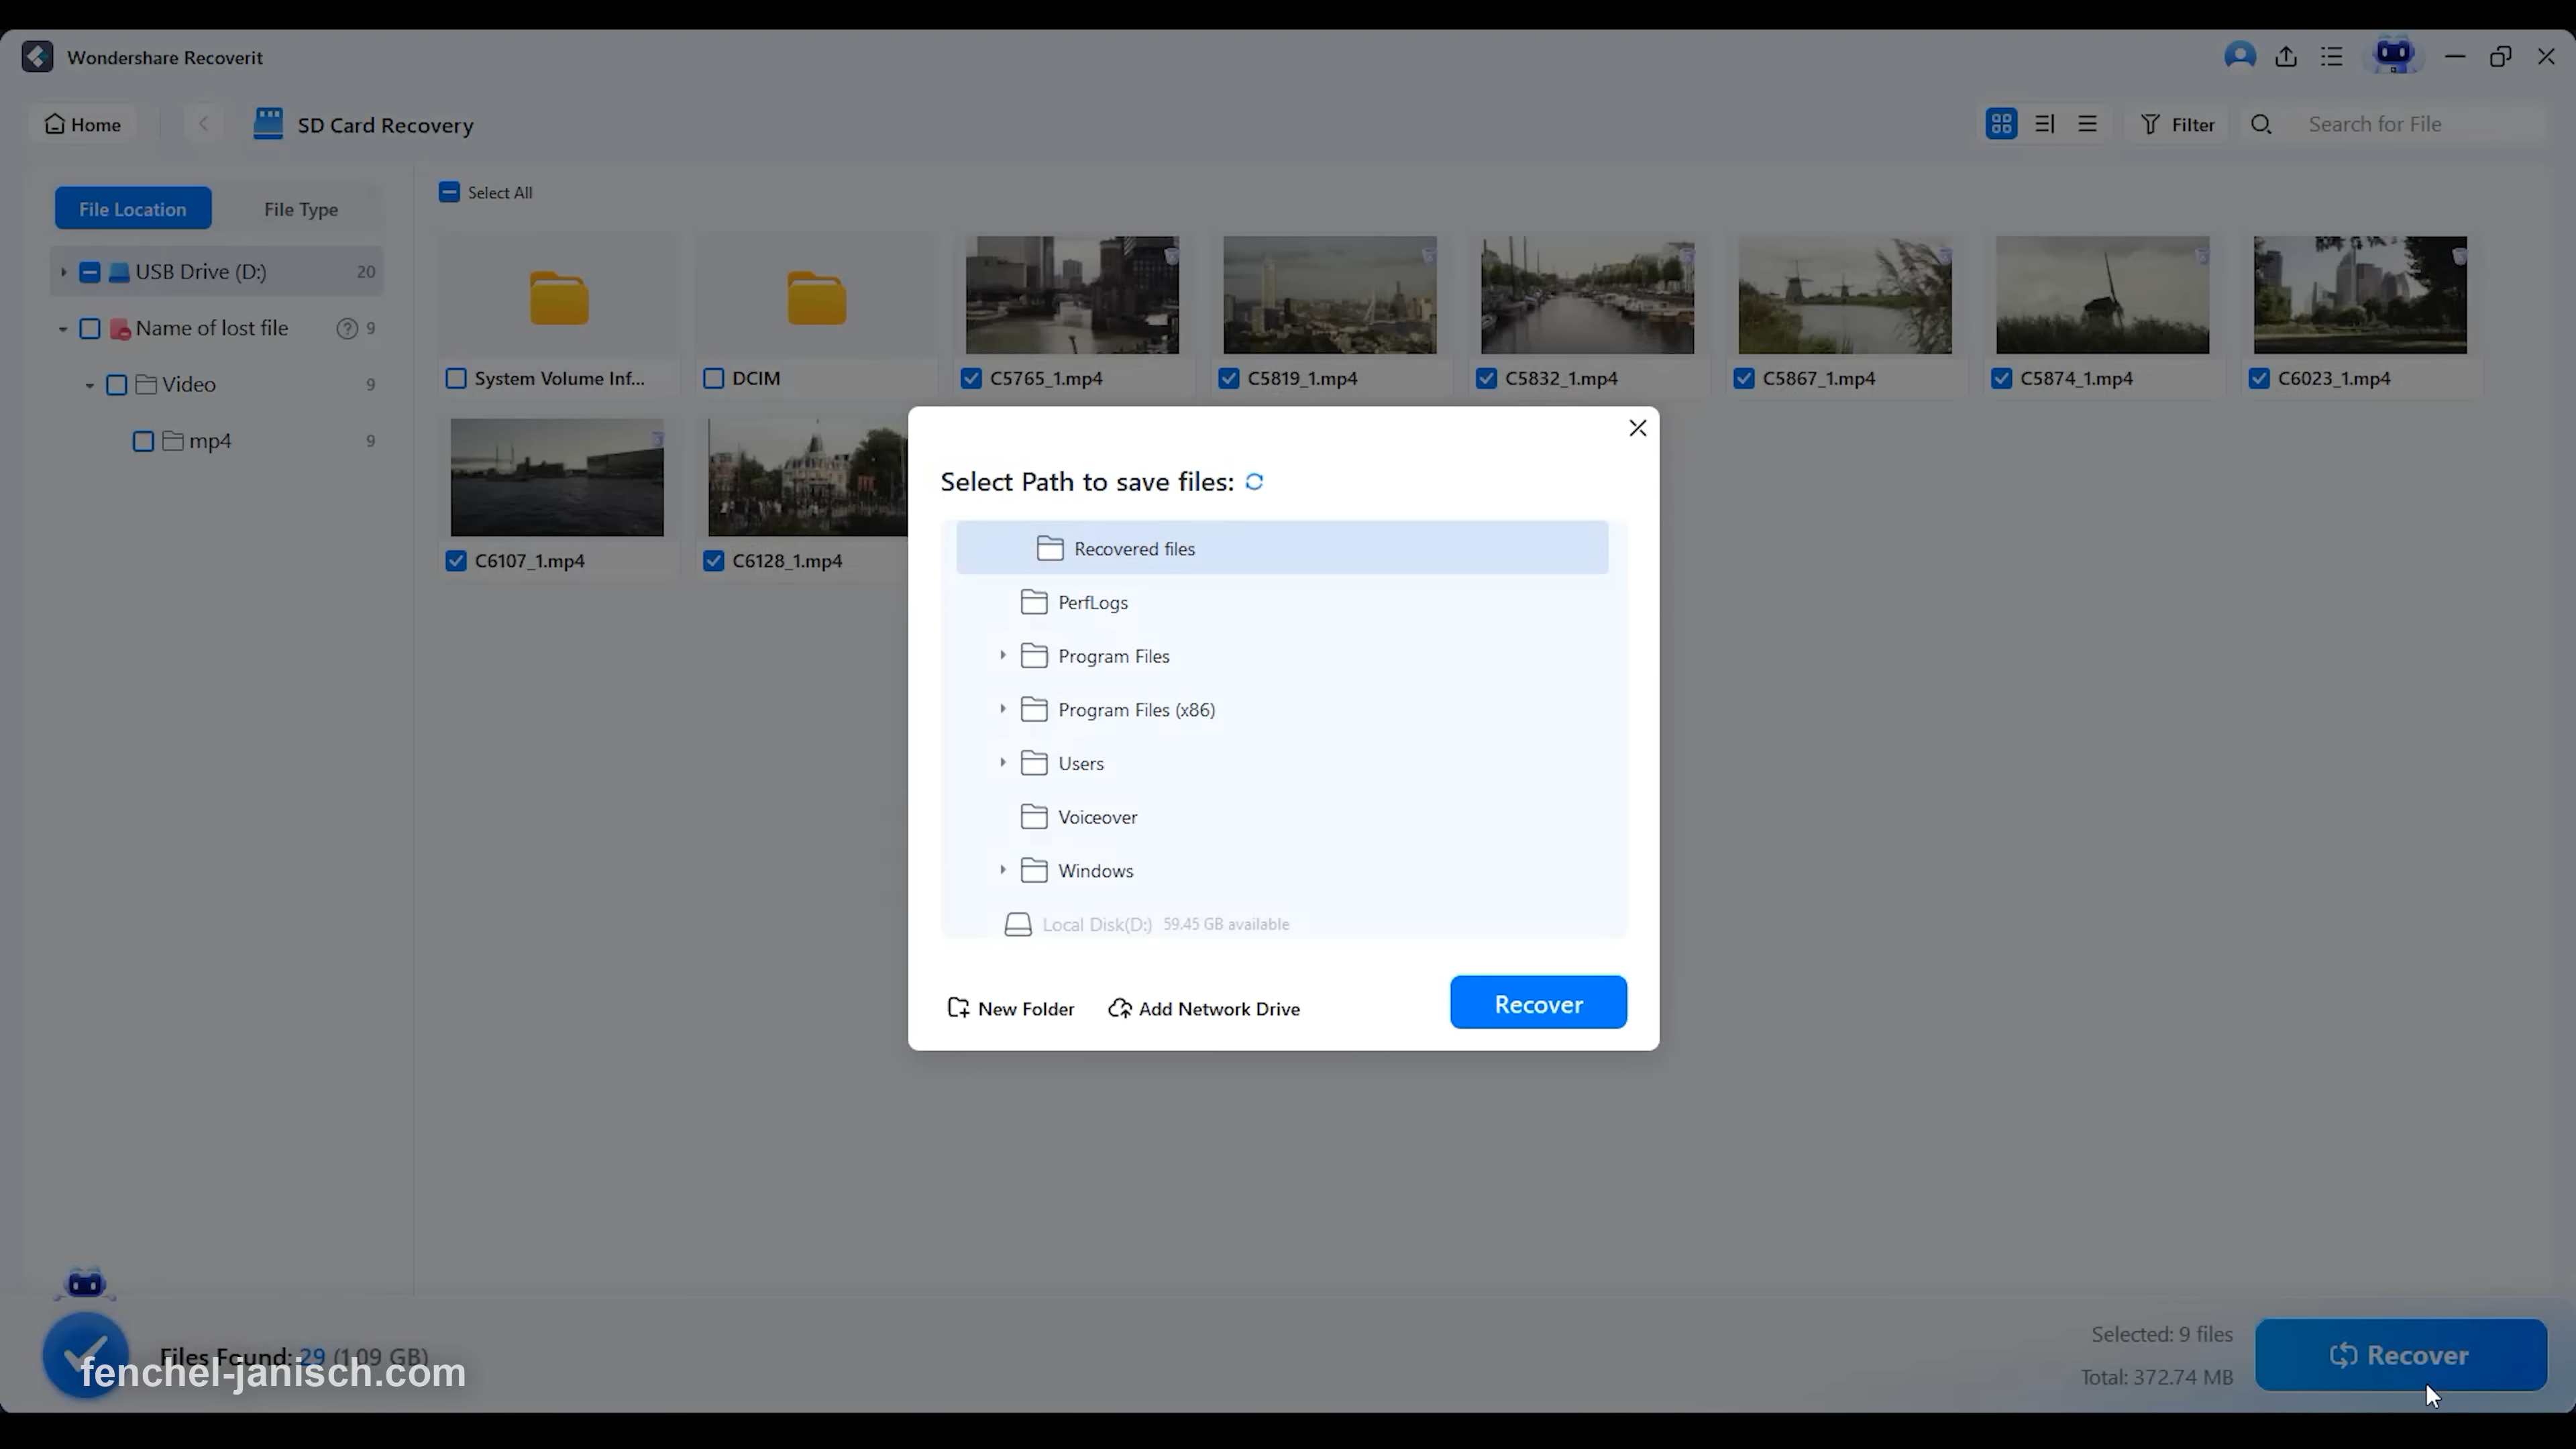 Wondershare Recoverit
Home
SD Card Recovery
Filter
Search for File
File Location
File Type
USB Drive (D:) 20
Name of lost file 9
Video 9
mp4 9
Select All
System Volume Inf...
DCIM
C5765_1.mp4
C5819_1.mp4
C5832_1.mp4
C5867_1.mp4
C5874_1.mp4
C6023_1.mp4
C6107_1.mp4
C6128_1.mp4
Select Path to save files:
Recovered files
PerfLogs
Program Files
Program Files (x86)
Users
Voiceover
Windows
Local Disk(D:) 59.45 GB available
New Folder
Add Network Drive
Recover
Files Found: 29 (1.09 GB)
fenchel-janisch.com
Selected: 9 files
Total: 372.74 MB
Recover